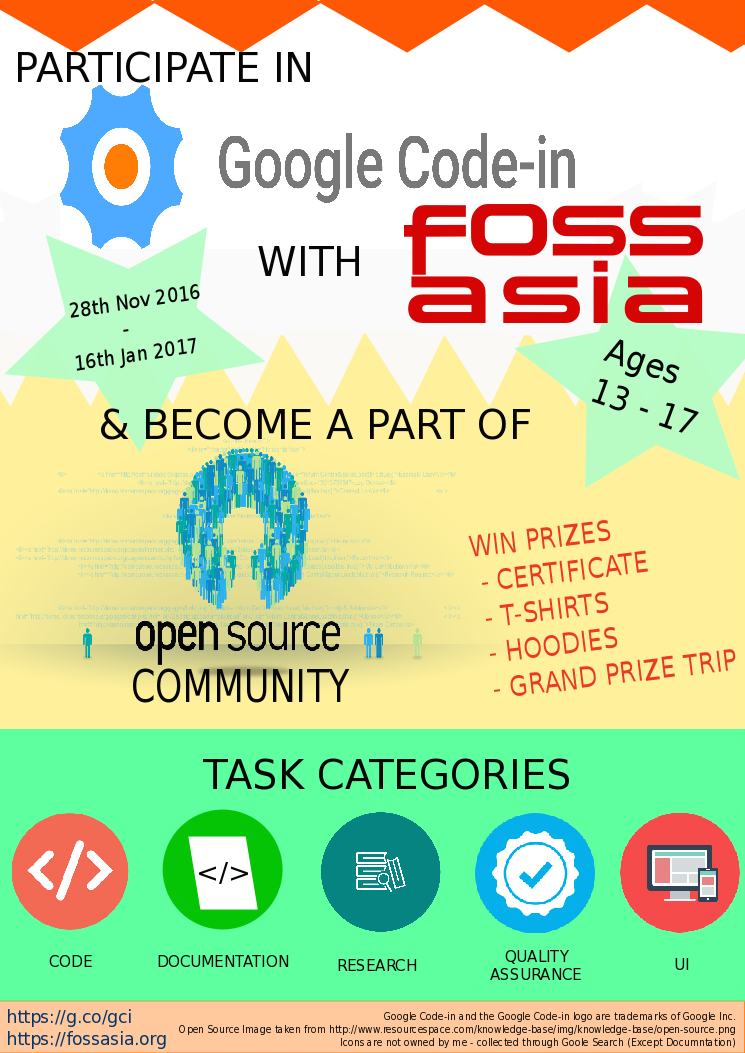 PARTICIPATE IN
Google Code-in
WITH
foss
asia
28th Nov 2016
-
16th Jan 2017
Ages
13 - 17
& BECOME A PART OF
open source
COMMUNITY
WIN PRIZES
- CERTIFICATE
- T-SHIRTS
- HOODIES
- GRAND PRIZE TRIP
TASK CATEGORIES
</>
</>
CODE
DOCUMENTATION
RESEARCH
QUALITY
ASSURANCE
UI
https://g.co/gci
https://fossasia.org
Google Code-in and the Google Code-in logo are trademarks of Google Inc.
Open Source Image taken from http://www.resourcespace.com/knowledge-base/img/knowledge-base/open-source.png
Icons are not owned by me - collected through Goole Search (Except Documntation)